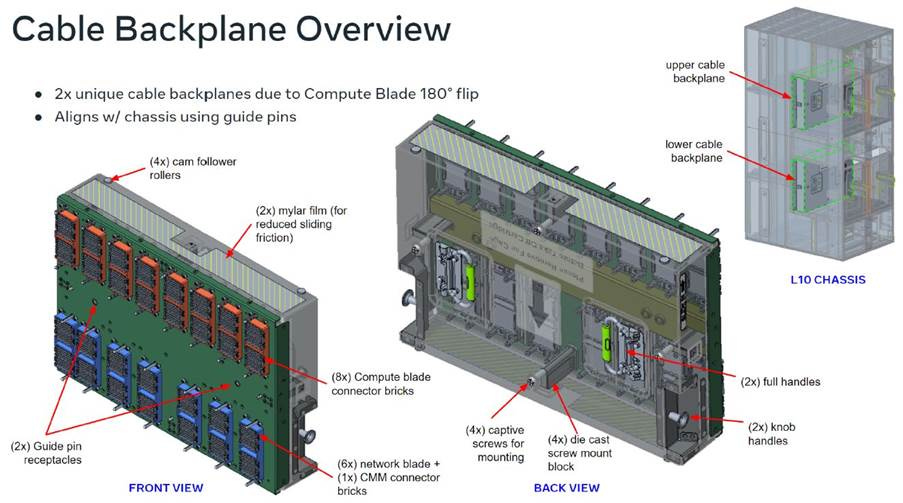 Cable Backplane Overview
● 2x unique cable backplanes due to Compute Blade 180° flip
● Aligns w/ chassis using guide pins
upper cable
backplane
lower cable
backplane
L10 CHASSIS
(4x) cam follower
rollers
(2x) mylar film (for
reduced sliding
friction)
(8x) Compute blade
connector bricks
(2x) Guide pin
receptacles
(6x) network blade +
(1x) CMM connector
bricks
FRONT VIEW
(2x) full handles
(4x) captive
screws for
mounting
(4x) die cast
screw mount
block
(2x) knob
handles
BACK VIEW